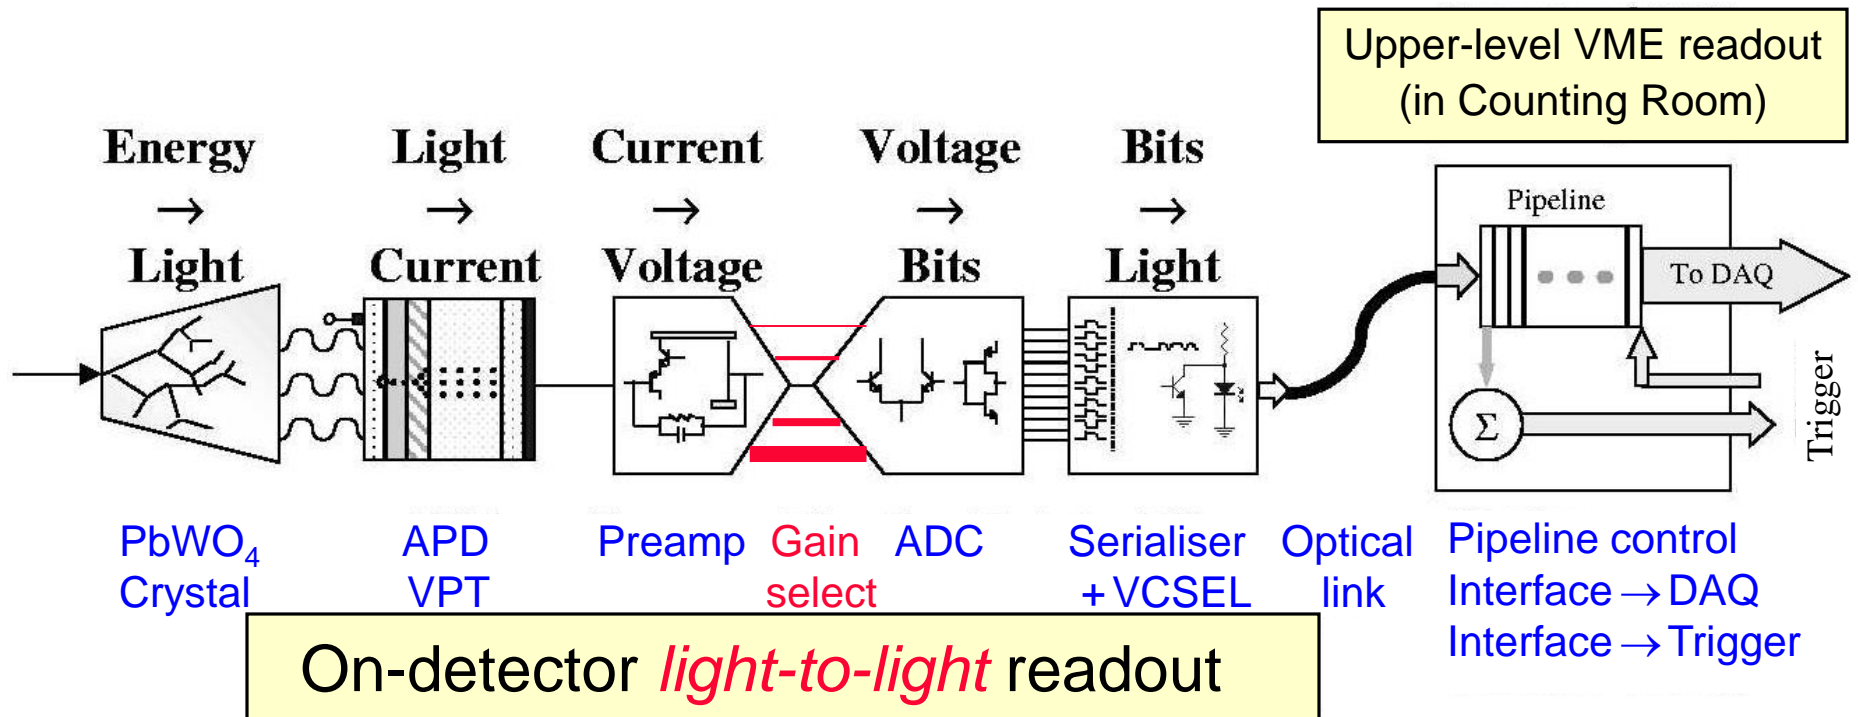 Upper-level VME readout
(in Counting Room)
Energy
→
Light
Light
→
Current
Current
→
Voltage
Voltage
→
Bits
Bits
→
Light
Pipeline
To DAQ
Σ
Trigger
PbWO₄
Crystal
APD
VPT
Preamp
Gain
select
ADC
Serialiser
+ VCSEL
Optical
link
Pipeline control
Interface → DAQ
Interface → Trigger
On-detector light-to-light readout